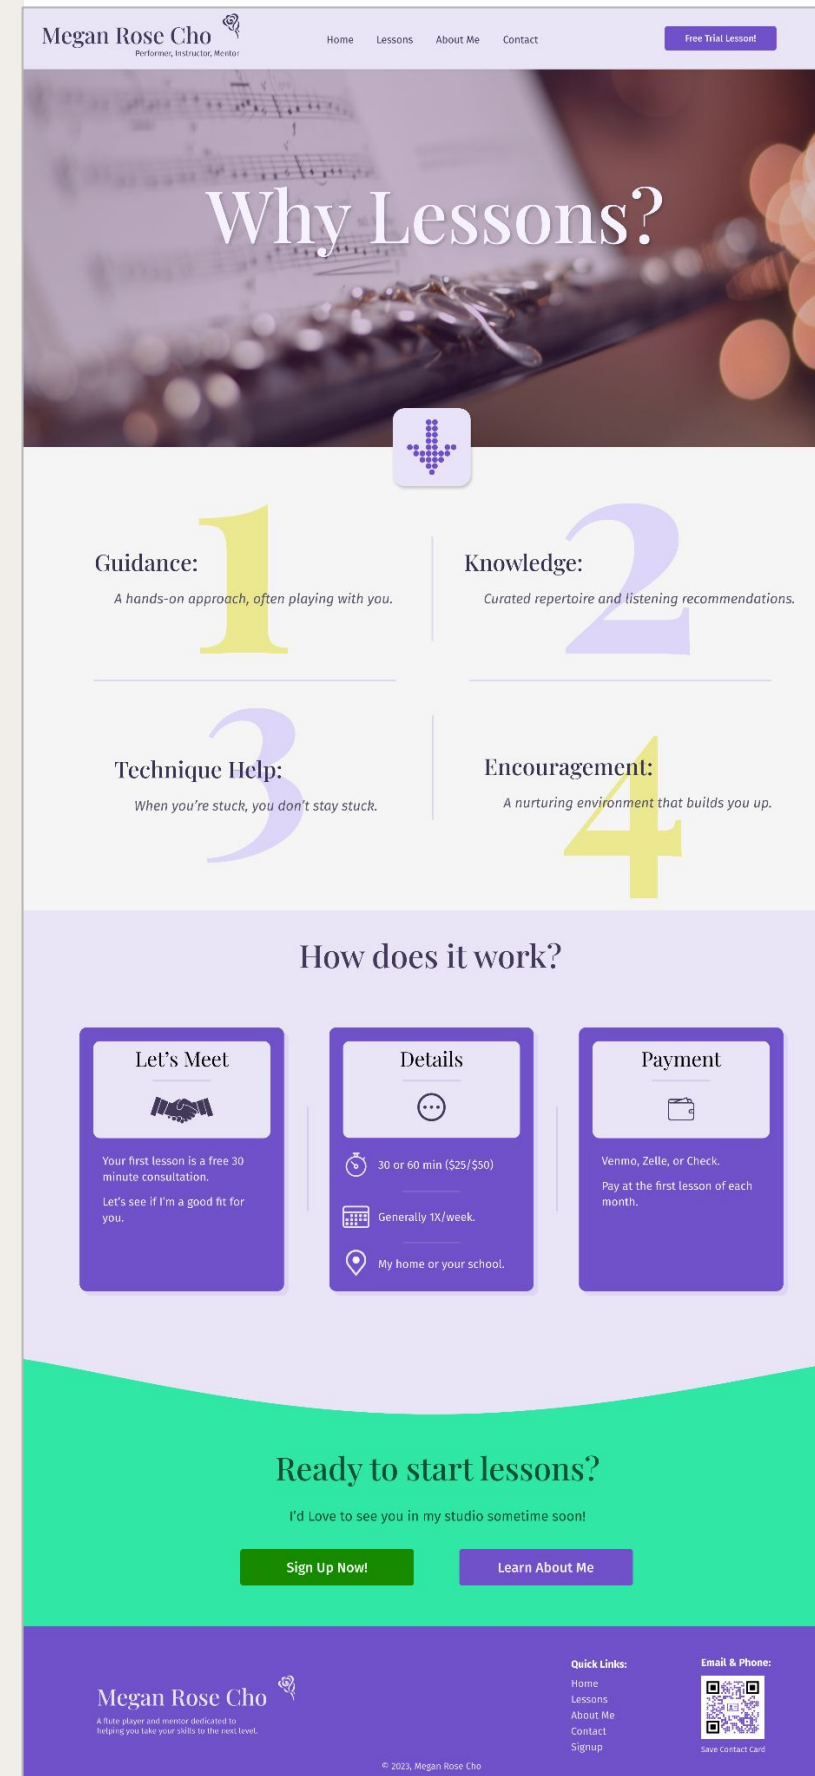 Megan Rose Cho
Performer, Instructor, Mentor
Home
Lessons
About Me
Contact
Free Trial Lesson!
Why Lessons?
1
Guidance:
A hands-on approach, often playing with you.
2
Knowledge:
Curated repertoire and listening recommendations.
3
Technique Help:
When you're stuck, you don't stay stuck.
4
Encouragement:
A nurturing environment that builds you up.
How does it work?
Let's Meet
Your first lesson is a free 30
minute consultation.
Let's see if I'm a good fit for
you.
Details
30 or 60 min ($25/$50)
Generally 1X/week.
My home or your school.
Payment
Venmo, Zelle, or Check.
Pay at the first lesson of each
month.
Ready to start lessons?
I'd Love to see you in my studio sometime soon!
Sign Up Now!
Learn About Me
Megan Rose Cho
A flute player and mentor dedicated to
helping you take your skills to the next level.
Quick Links:
Home
Lessons
About Me
Contact
Signup
Email & Phone:
Save Contact Card
© 2023, Megan Rose Cho